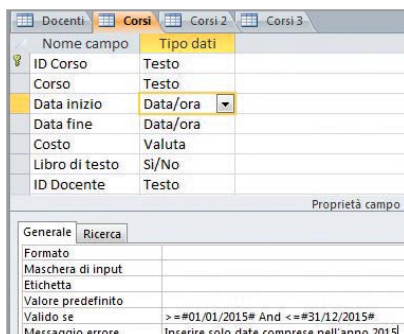 Docenti Corsi Corsi 2 Corsi 3
Nome campo Tipo dati
ID Corso Testo
Corso Testo
Data inizio Data/ora
Data fine Data/ora
Costo Valuta
Libro di testo Sì/No
ID Docente Testo
Proprietà campo
Generale Ricerca
Formato
Maschera di input
Etichetta
Valore predefinito
Valido se >=#01/01/2015# And <=#31/12/2015#
Messaggio errore Inserire solo date comprese nell'anno 2015